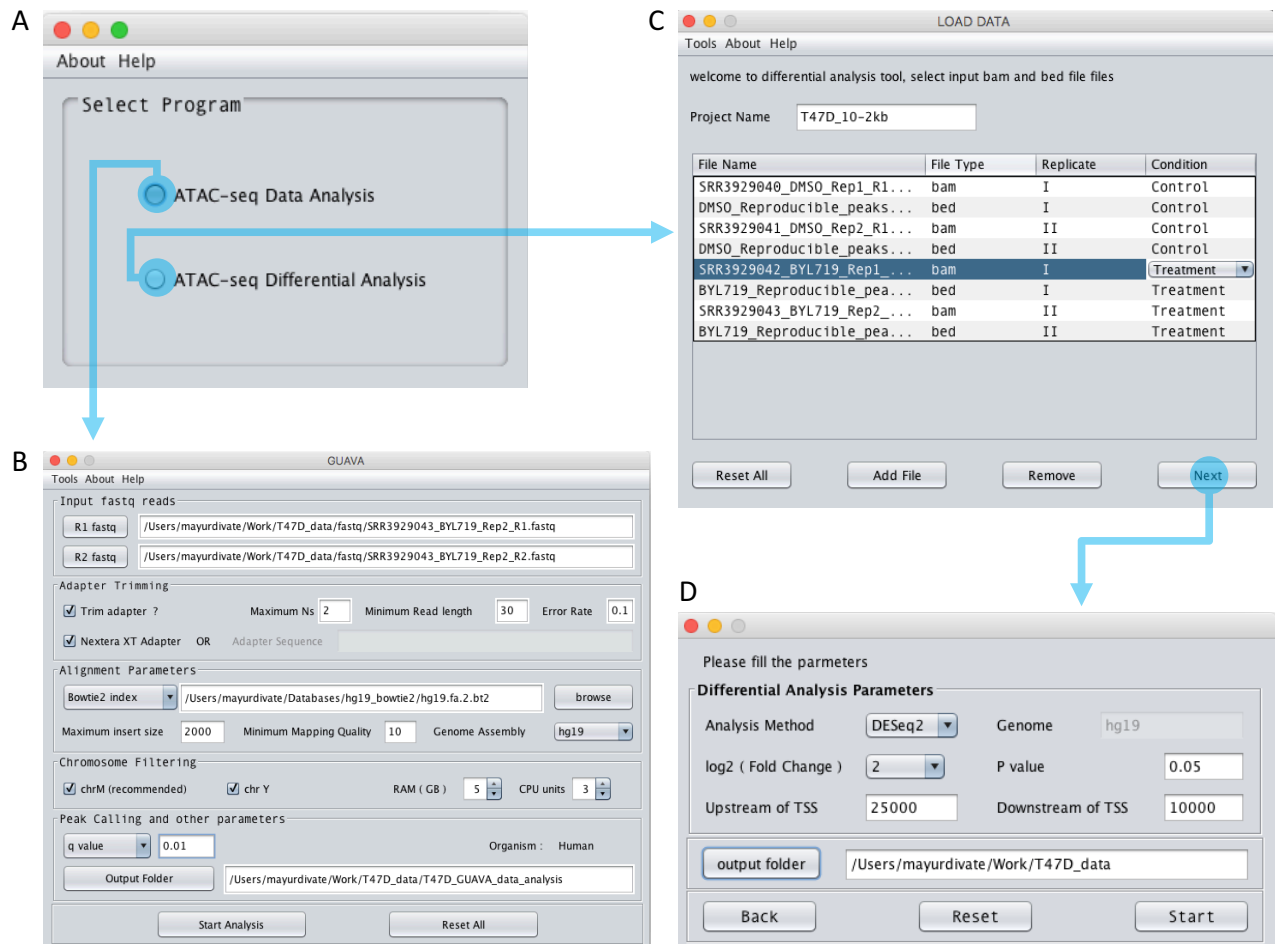 A
About Help
Select Program
ATAC-seq Data Analysis
ATAC-seq Differential Analysis
B
GUAVA
Tools About Help
Input fastq reads
R1 fastq /Users/mayurdivate/Work/T47D_data/fastq/SRR3929043_BYL719_Rep2_R1.fastq
R2 fastq /Users/mayurdivate/Work/T47D_data/fastq/SRR3929043_BYL719_Rep2_R2.fastq
Adapter Trimming
Trim adapter ? Maximum Ns 2 Minimum Read length 30 Error Rate 0.1
Nextera XT Adapter OR Adapter Sequence
Alignment Parameters
Bowtie2 index /Users/mayurdivate/Databases/hg19_bowtie2/hg19.fa.2.bt2 browse
Maximum insert size 2000 Minimum Mapping Quality 10 Genome Assembly hg19
Chromosome Filtering
chrM (recommended) chr Y RAM ( GB ) 5 CPU units 3
Peak Calling and other parameters
q value 0.01 Organism : Human
Output Folder /Users/mayurdivate/Work/T47D_data/T47D_GUAVA_data_analysis
Start Analysis Reset All
C
LOAD DATA
Tools About Help
welcome to differential analysis tool, select input bam and bed file files
Project Name T47D_10-2kb
File Name File Type Replicate Condition
SRR3929040_DMSO_Rep1_R1... bam I Control
DMSO_Reproducible_peaks... bed I Control
SRR3929041_DMSO_Rep2_R1... bam II Control
DMSO_Reproducible_peaks... bed II Control
SRR3929042_BYL719_Rep1_... bam I Treatment
BYL719_Reproducible_pea... bed I Treatment
SRR3929043_BYL719_Rep2_... bam II Treatment
BYL719_Reproducible_pea... bed II Treatment
Reset All Add File Remove Next
D
Please fill the parmeters
Differential Analysis Parameters
Analysis Method DESeq2 Genome hg19
log2 ( Fold Change ) 2 P value 0.05
Upstream of TSS 25000 Downstream of TSS 10000
output folder /Users/mayurdivate/Work/T47D_data
Back Reset Start